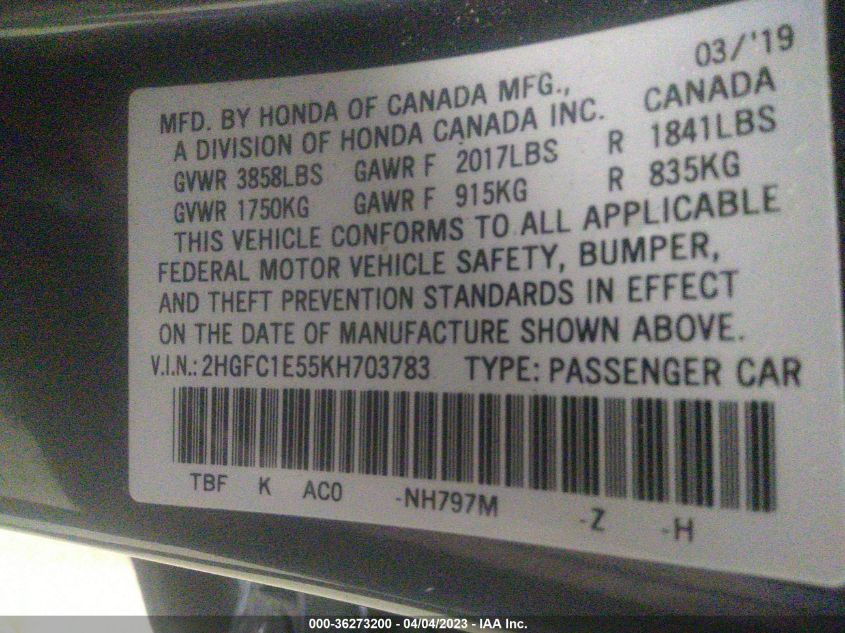 03/'19
MFD. BY HONDA OF CANADA MFG.,
A DIVISION OF HONDA CANADA INC. CANADA
GVWR 3858LBS GAWR F 2017LBS R 1841LBS
GVWR 1750KG GAWR F 915KG R 835KG
THIS VEHICLE CONFORMS TO ALL APPLICABLE
FEDERAL MOTOR VEHICLE SAFETY, BUMPER,
AND THEFT PREVENTION STANDARDS IN EFFECT
ON THE DATE OF MANUFACTURE SHOWN ABOVE.
V.I.N.: 2HGFC1E55KH703783 TYPE: PASSENGER CAR
TBF K AC0 -NH797M -Z -H
000-36273200 - 04/04/2023 - IAA Inc.